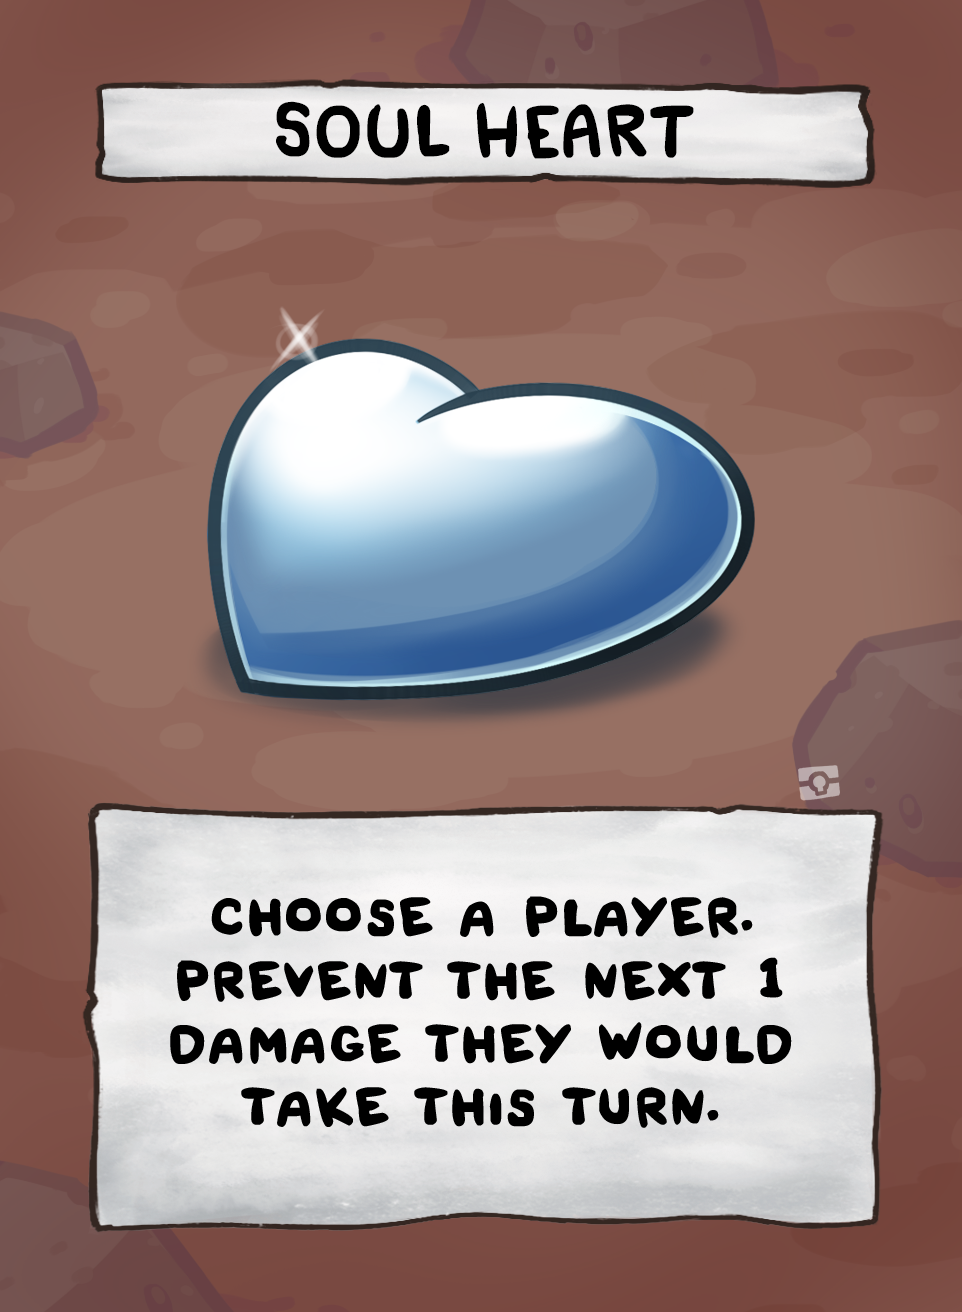 SOUL HEART
CHOOSE A PLAYER.
PREVENT THE NEXT 1
DAMAGE THEY WOULD
TAKE THIS TURN.